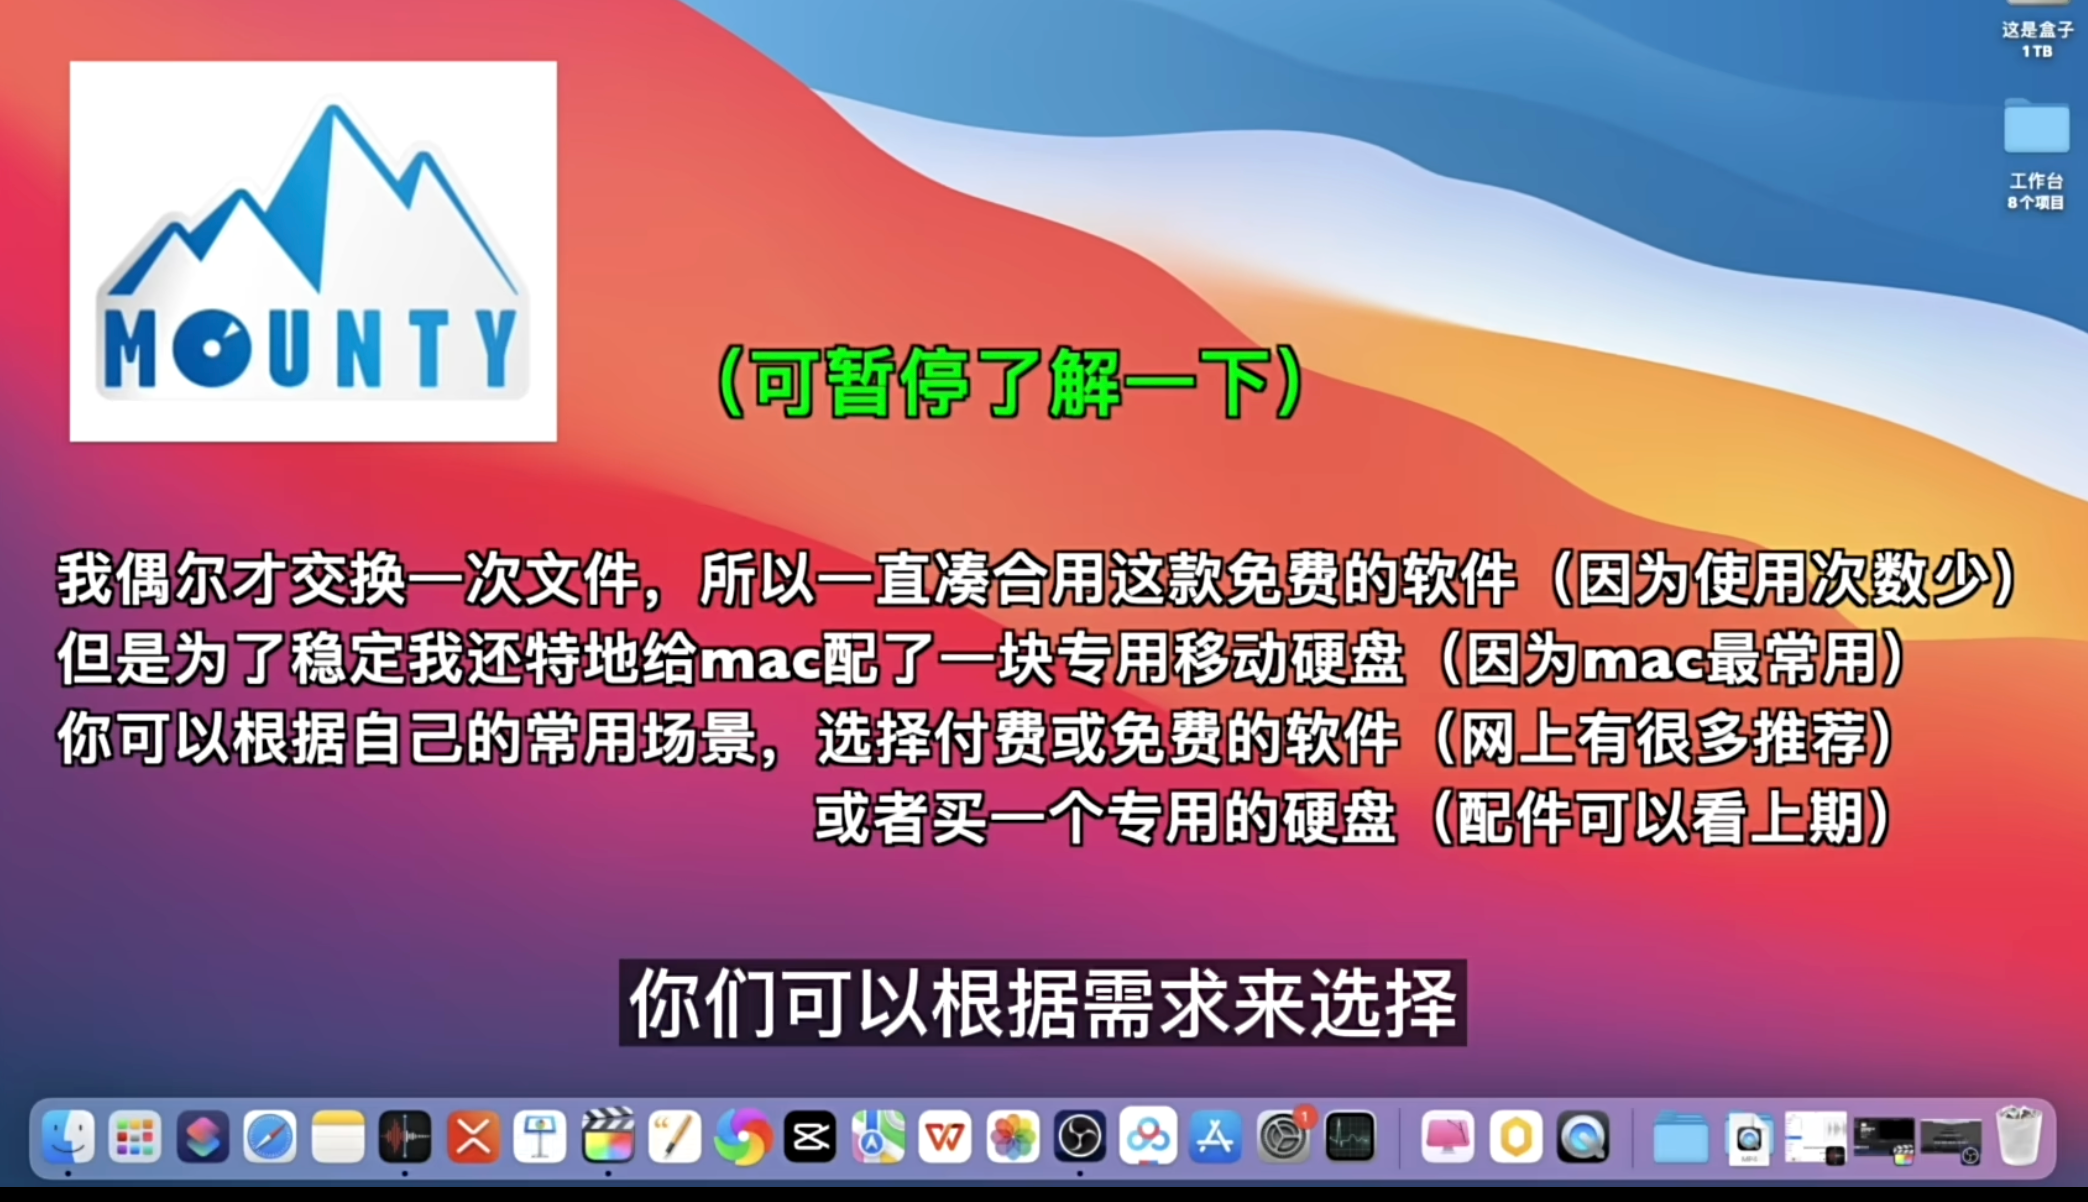 这是盒子
1TB
工作台
8个项目
MOUNTY
（可暂停了解一下）
我偶尔才交换一次文件，所以一直凑合用这款免费的软件（因为使用次数少）
但是为了稳定我还特地给mac配了一块专用移动硬盘（因为mac最常用）
你可以根据自己的常用场景，选择付费或免费的软件（网上有很多推荐）
或者买一个专用的硬盘（配件可以看上期）
你们可以根据需求来选择
1